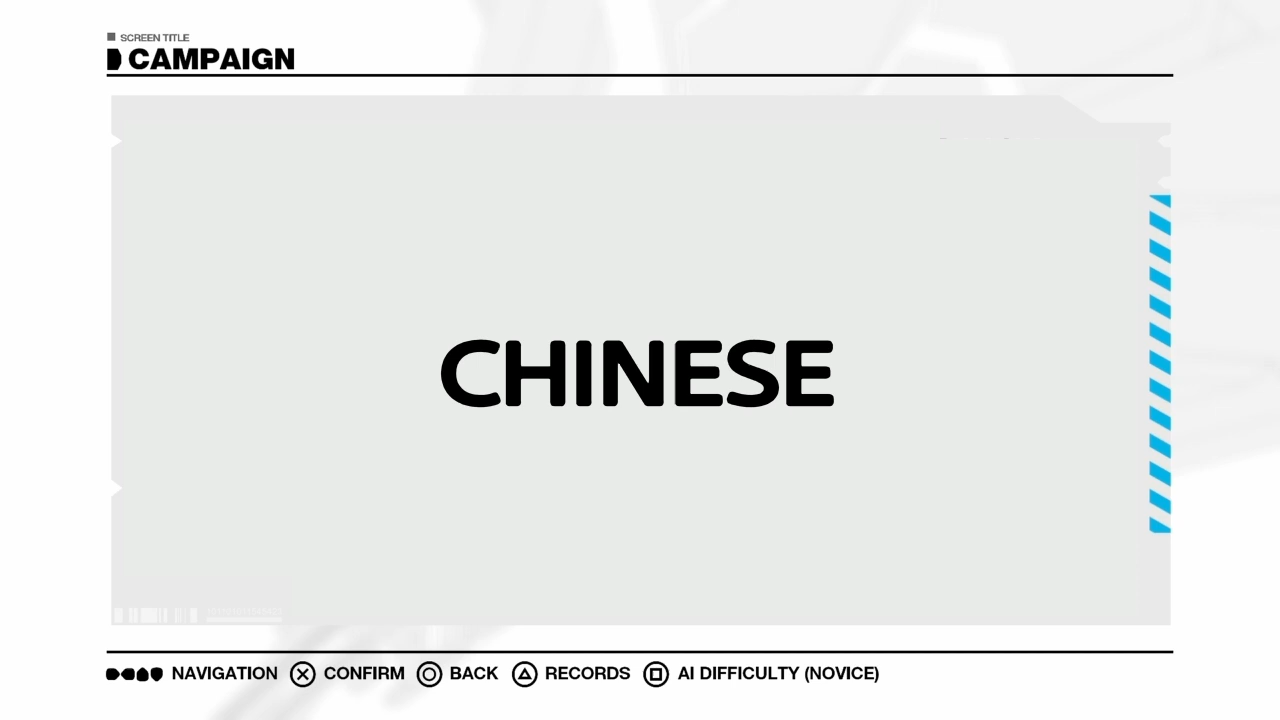 SCREEN TITLE
CAMPAIGN
CHINESE
NAVIGATION CONFIRM BACK RECORDS AI DIFFICULTY (NOVICE)